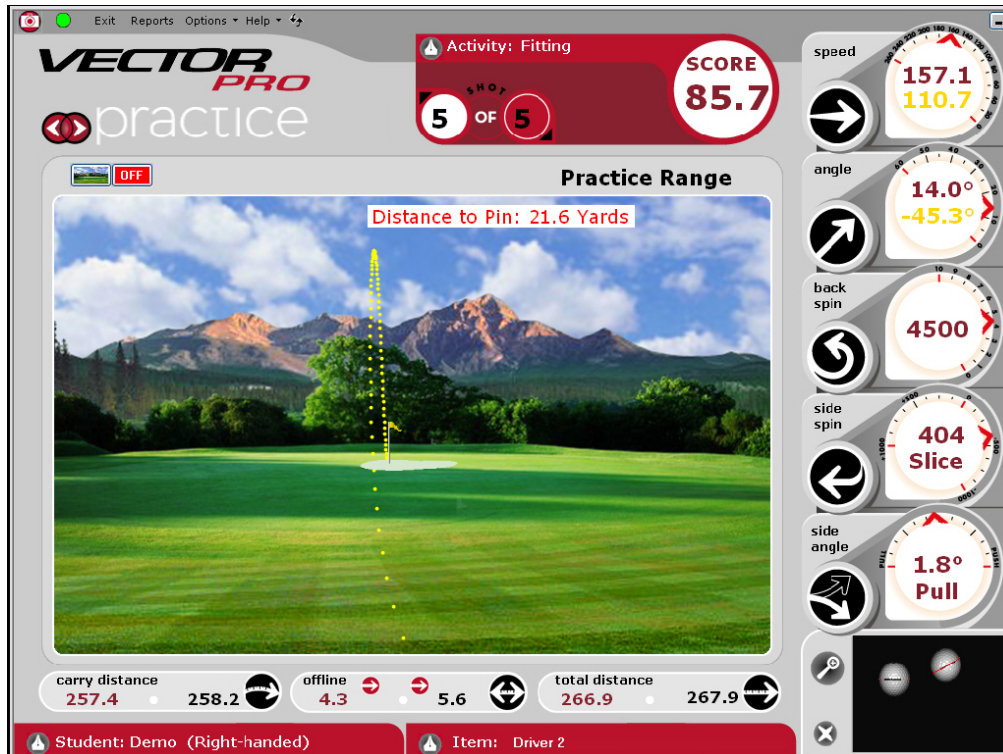 Exit Reports Options Help
VECTOR
PRO
practice
Activity: Fitting
SHOT
5 OF 5
SCORE
85.7
OFF
Practice Range
Distance to Pin: 21.6 Yards
speed
157.1
110.7
angle
14.0°
-45.3°
back
spin
4500
side
spin
404
Slice
side
angle
PULL
PUSH
1.8°
Pull
carry distance
257.4 258.2
offline
4.3 5.6
total distance
266.9 267.9
Student: Demo (Right-handed)
Item: Driver 2